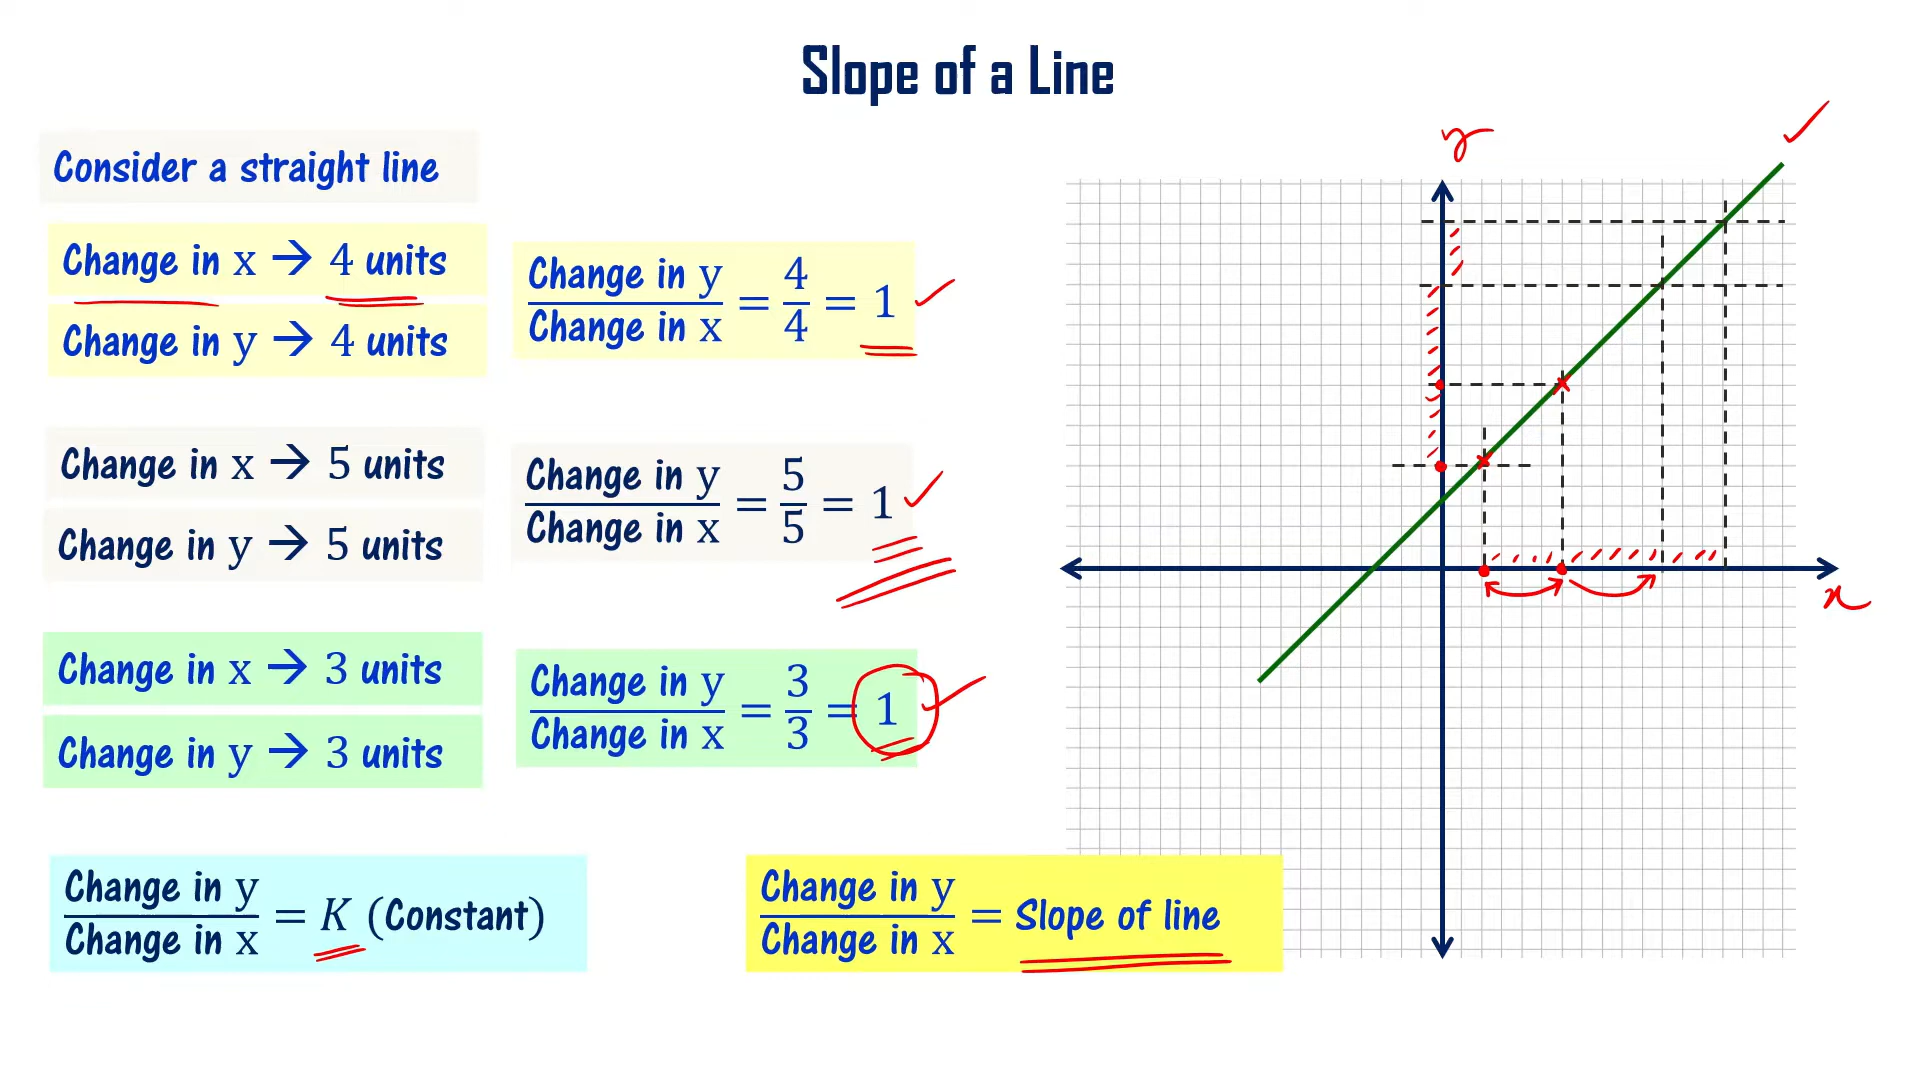 Slope of a Line
Consider a straight line
Change in x → 4 units
Change in y → 4 units
Change in y / Change in x = 4/4 = 1
Change in x → 5 units
Change in y → 5 units
Change in y / Change in x = 5/5 = 1
Change in x → 3 units
Change in y → 3 units
Change in y / Change in x = 3/3 = 1
Change in y / Change in x = K (Constant)
Change in y / Change in x = Slope of line
y
x